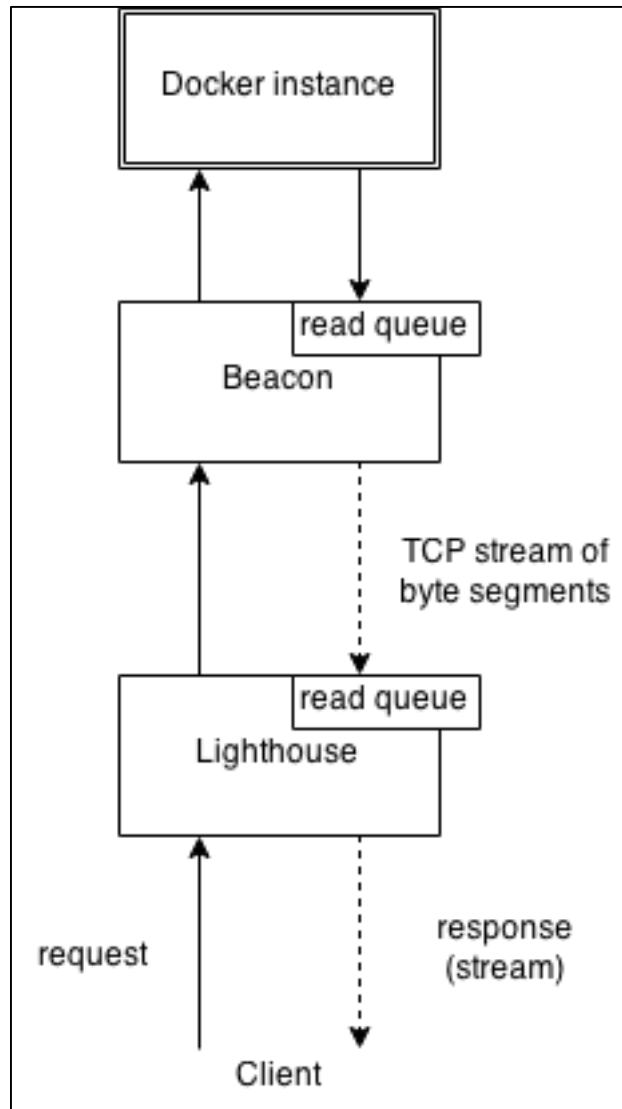 Docker instance
read queue
Beacon
TCP stream of
byte segments
read queue
Lighthouse
request
response
(stream)
Client